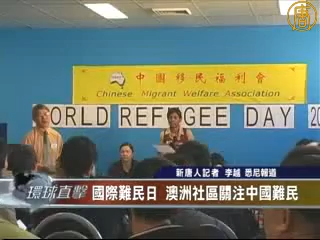 中國移民福利會
Chinese Migrant Welfare Association
WORLD REFUGEE DAY 20
新唐人記者 李越 悉尼報道
環球直擊
國際難民日 澳洲社區關注中國難民